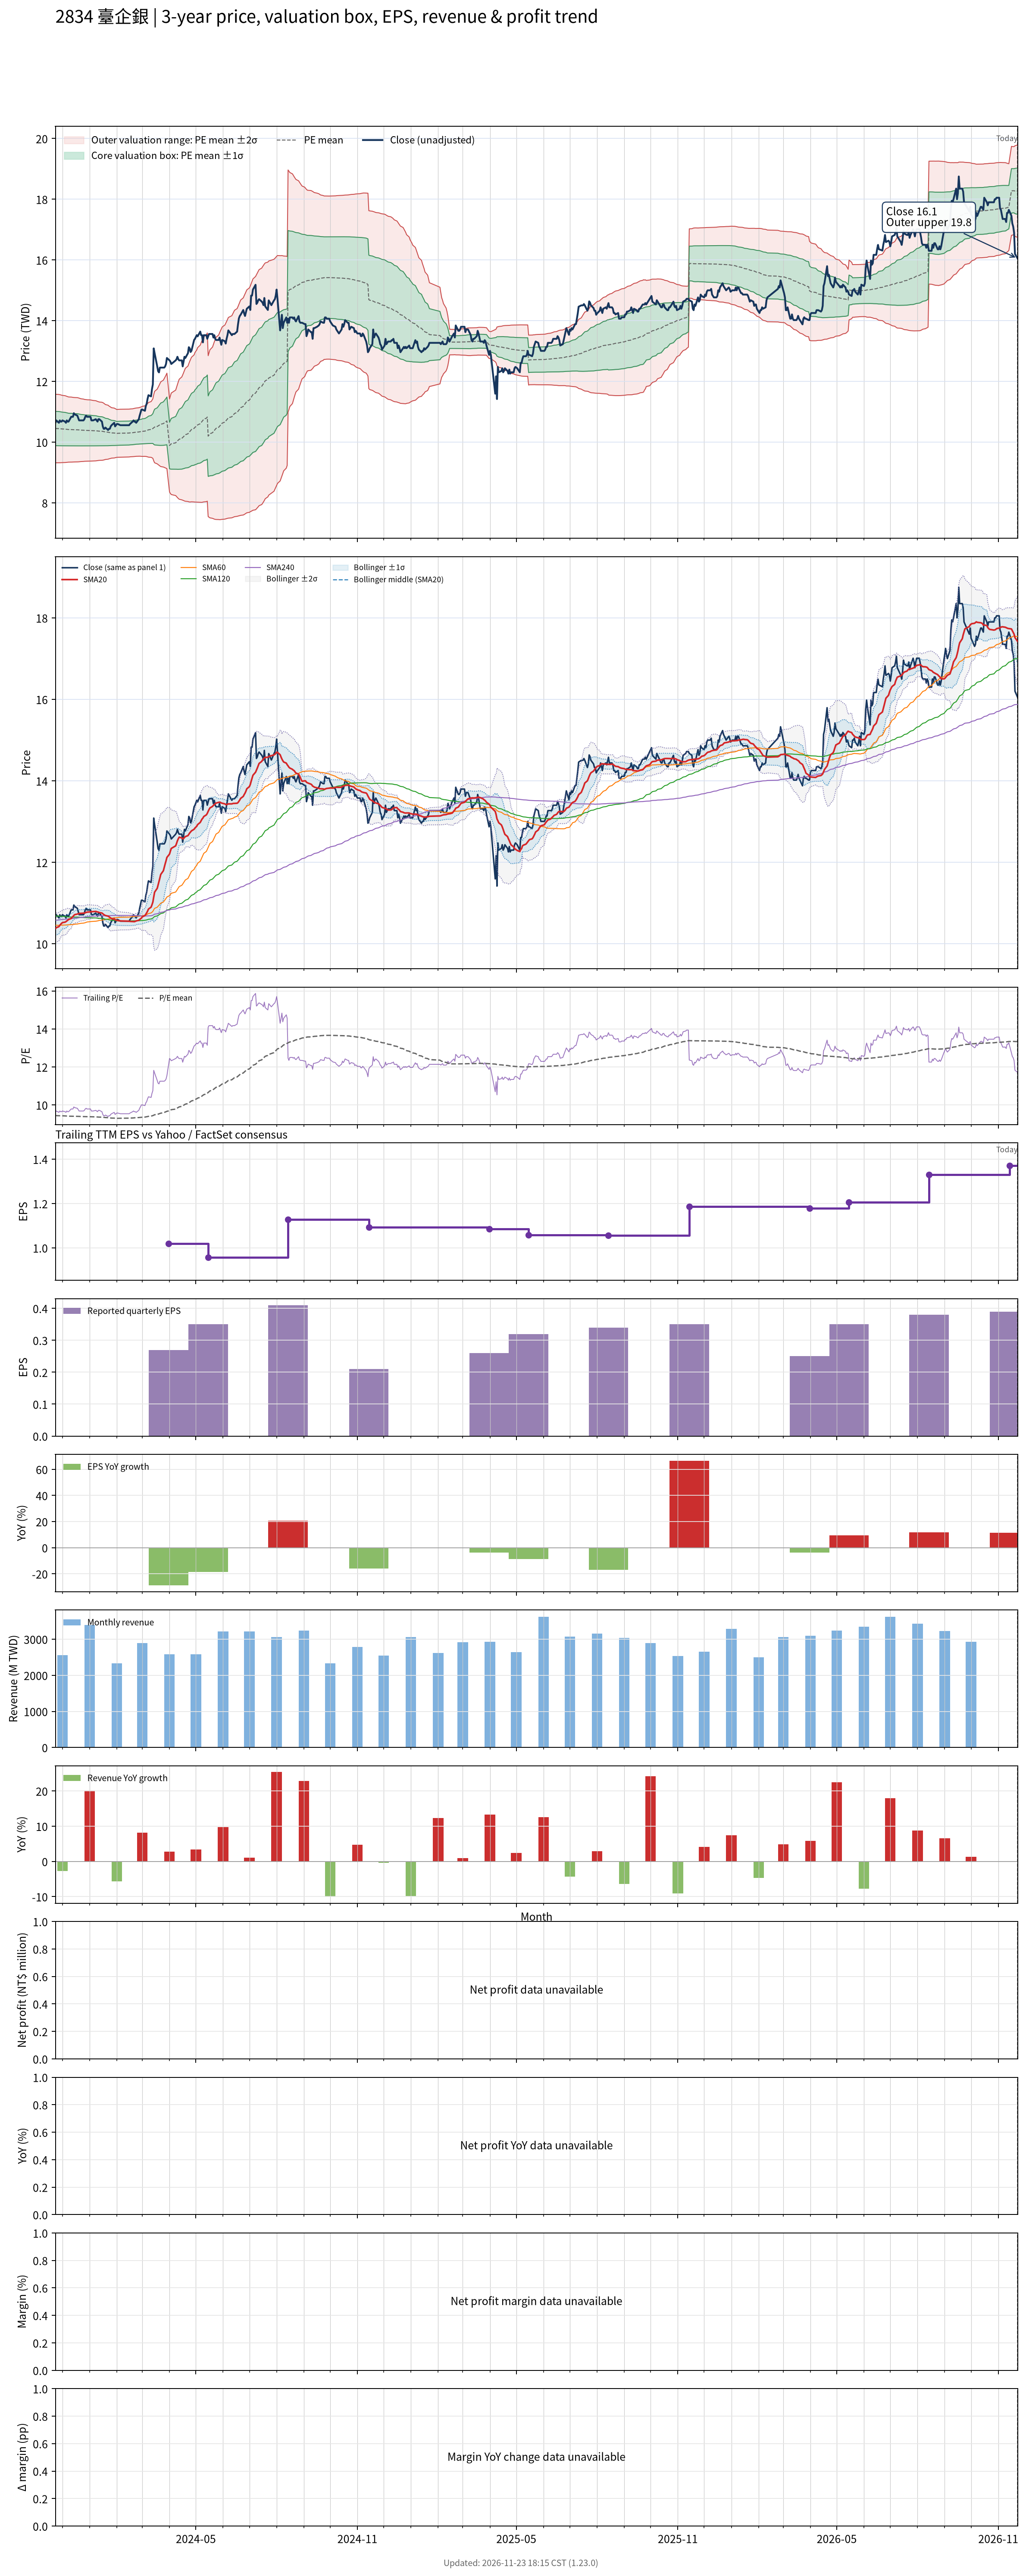 2834 臺企銀 | 3-year price, valuation box, EPS, revenue & profit trend
Outer valuation range: PE mean ±2σ
Core valuation box: PE mean ±1σ
PE mean
Close (unadjusted)
Today
Close 16.1
Outer upper 19.8
Price (TWD)
20
18
16
14
12
10
8
Close (same as panel 1)
SMA20
SMA60
SMA120
SMA240
Bollinger ±2σ
Bollinger ±1σ
Bollinger middle (SMA20)
Price
18
16
14
12
10
Trailing P/E
P/E mean
P/E
16
14
12
10
Trailing TTM EPS vs Yahoo / FactSet consensus
Today
EPS
1.4
1.2
1.0
Reported quarterly EPS
EPS
0.4
0.3
0.2
0.1
0.0
EPS YoY growth
YoY (%)
60
40
20
0
-20
Monthly revenue
Revenue (M TWD)
3000
2000
1000
0
Revenue YoY growth
YoY (%)
20
10
0
-10
Month
Net profit (NT$ million)
1.0
0.8
0.6
0.4
0.2
0.0
Net profit data unavailable
YoY (%)
1.0
0.8
0.6
0.4
0.2
0.0
Net profit YoY data unavailable
Margin (%)
1.0
0.8
0.6
0.4
0.2
0.0
Net profit margin data unavailable
Δ margin (pp)
1.0
0.8
0.6
0.4
0.2
0.0
Margin YoY change data unavailable
2024-05
2024-11
2025-05
2025-11
2026-05
2026-11
Updated: 2026-11-23 18:15 CST (1.23.0)